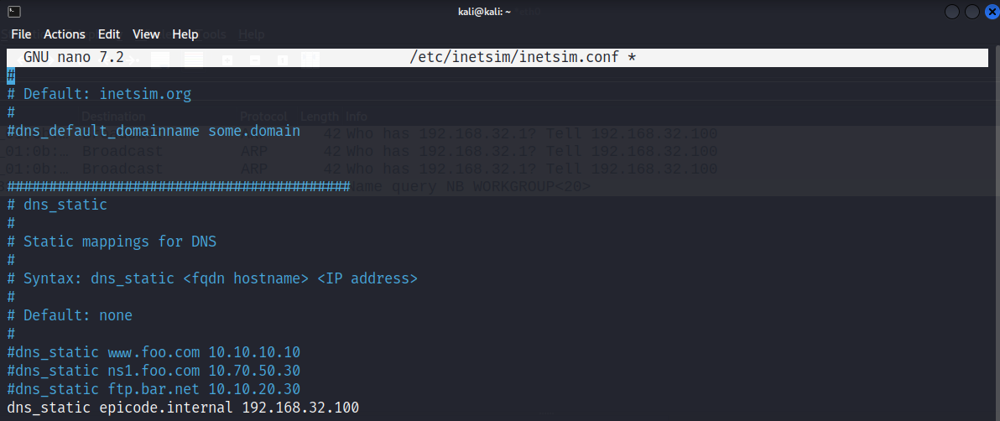 kali@kali: ~
File Actions Edit View Help
GNU nano 7.2 /etc/inetsim/inetsim.conf *
#
# Default: inetsim.org
#
Destination Protocol Length Info
#dns_default_domainname some.domain
42 Who has 192.168.32.1? Tell 192.168.32.100
_01:0b:… Broadcast ARP 42 Who has 192.168.32.1? Tell 192.168.32.100
_01:0b:… Broadcast ARP 42 Who has 192.168.32.1? Tell 192.168.32.100
######################################### Name query NB WORKGROUP<20>
# dns_static
#
# Static mappings for DNS
#
# Syntax: dns_static <fqdn hostname> <IP address>
#
# Default: none
#
#dns_static www.foo.com 10.10.10.10
#dns_static ns1.foo.com 10.70.50.30
#dns_static ftp.bar.net 10.10.20.30
dns_static epicode.internal 192.168.32.100